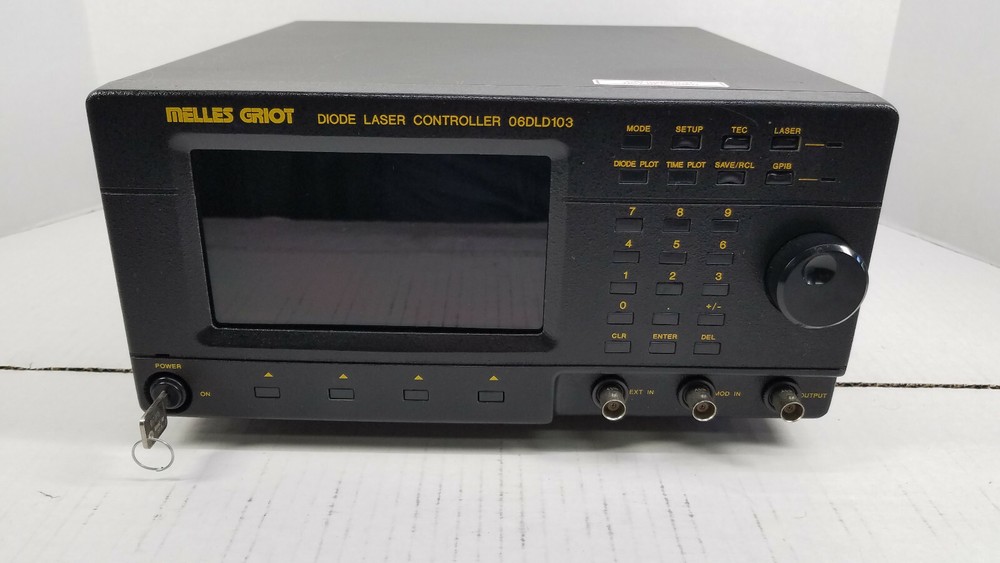 MELLES GRIOT
DIODE LASER CONTROLLER 06DLD103
MODE SETUP TEC LASER
DIODE PLOT TIME PLOT SAVE/RCL GPIB
7 8 9
4 5 6
1 2 3
0 . +/-
CLR ENTER DEL
POWER
ON
EXT IN MOD IN OUTPUT